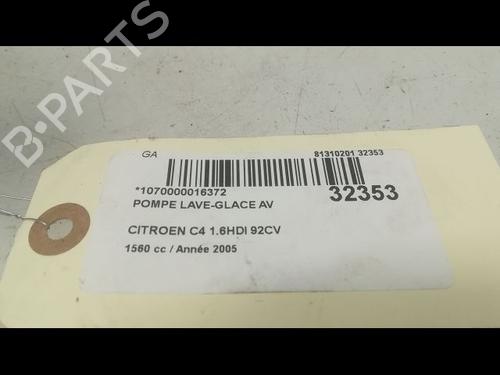 B-PARTS
GA 81310201 32353
*1070000016372 32353
POMPE LAVE-GLACE AV
CITROEN C4 1.6HDI 92CV
1560 cc / Année 2005